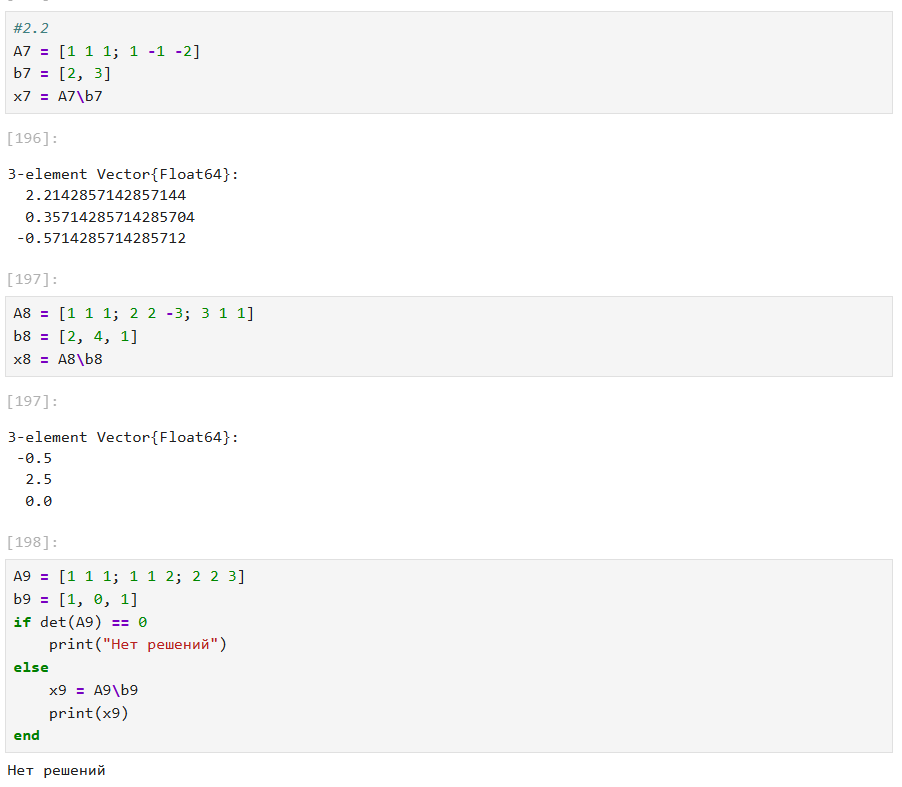 #2.2
A7 = [1 1 1; 1 -1 -2]
b7 = [2, 3]
x7 = A7\b7
[196]:
3-element Vector{Float64}:
2.2142857142857144
0.35714285714285704
-0.5714285714285712
[197]:
A8 = [1 1 1; 2 2 -3; 3 1 1]
b8 = [2, 4, 1]
x8 = A8\b8
[197]:
3-element Vector{Float64}:
-0.5
2.5
0.0
[198]:
A9 = [1 1 1; 1 1 2; 2 2 3]
b9 = [1, 0, 1]
if det(A9) == 0
print("Нет решений")
else
x9 = A9\b9
print(x9)
end
Нет решений